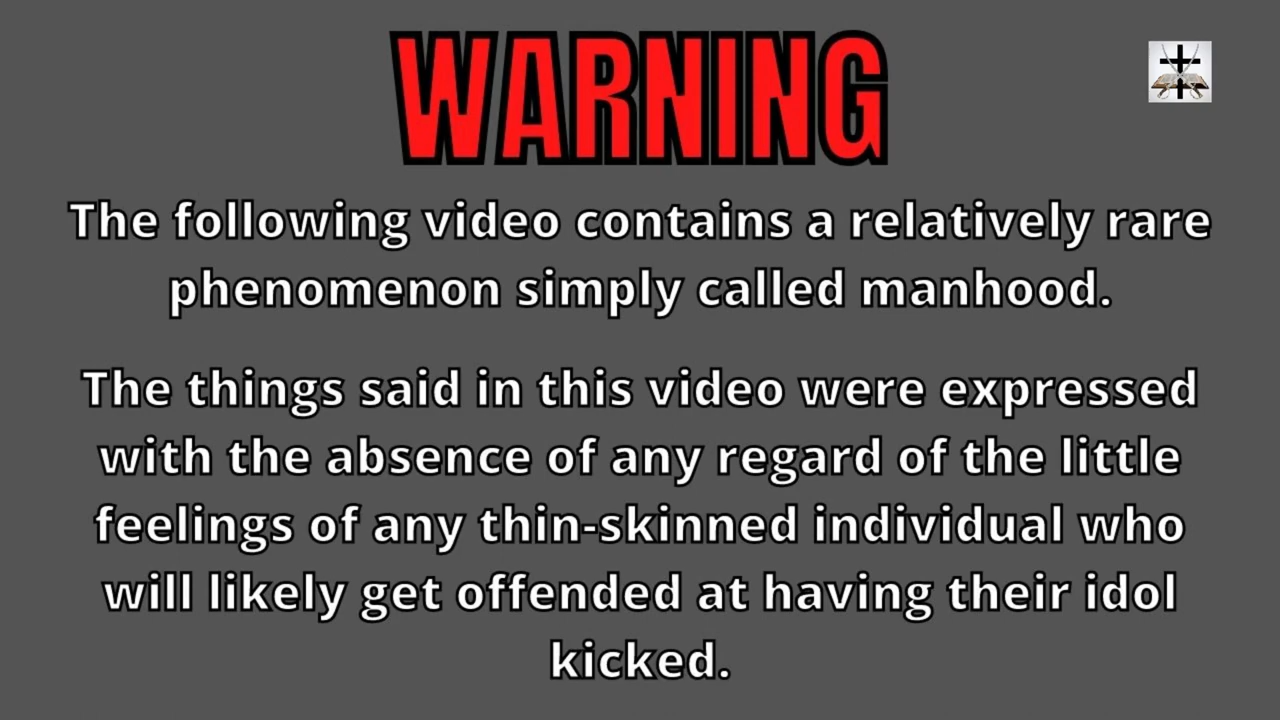 WARNING
The following video contains a relatively rare
phenomenon simply called manhood.
The things said in this video were expressed
with the absence of any regard of the little
feelings of any thin-skinned individual who
will likely get offended at having their idol
kicked.